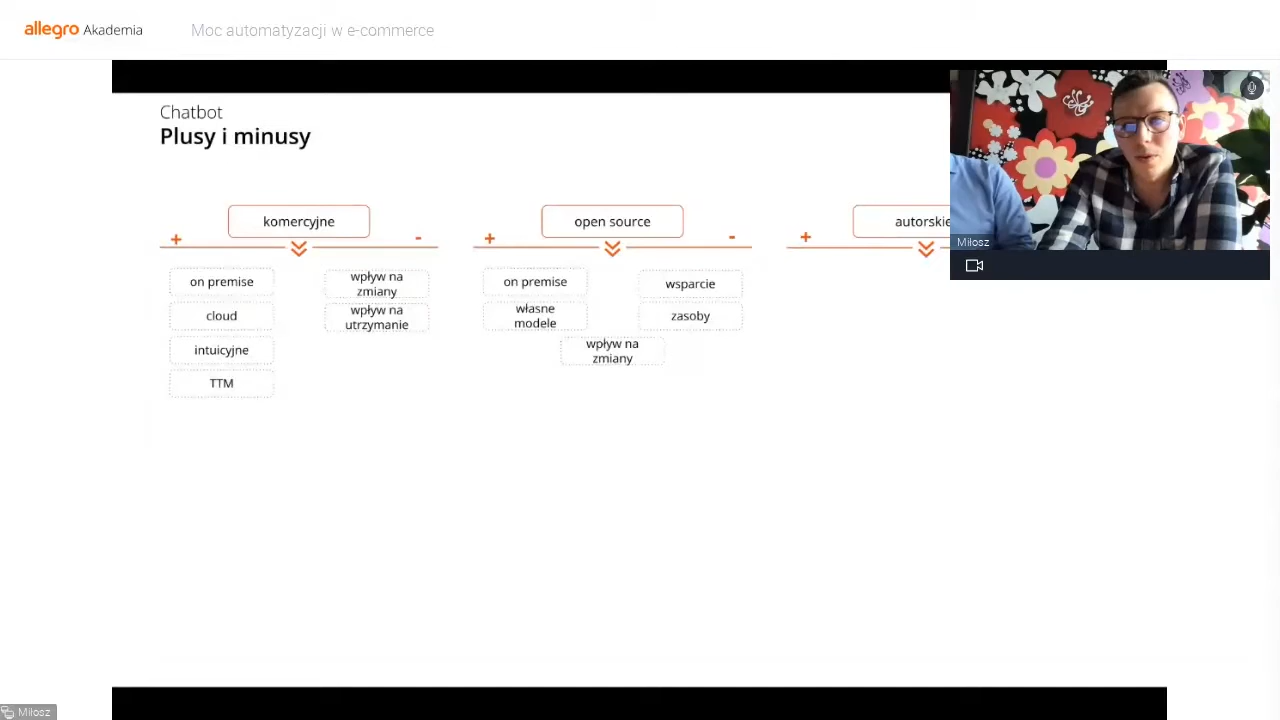 allegro Akademia
Moc automatyzacji w e-commerce
Chatbot
Plusy i minusy
komercyjne
+ -
on premise
cloud
intuicyjne
TTM
wpływ na
zmiany
wpływ na
utrzymanie
open source
+ -
on premise
własne
modele
wsparcie
zasoby
wpływ na
zmiany
autorskie
+
Miłosz
Miłosz